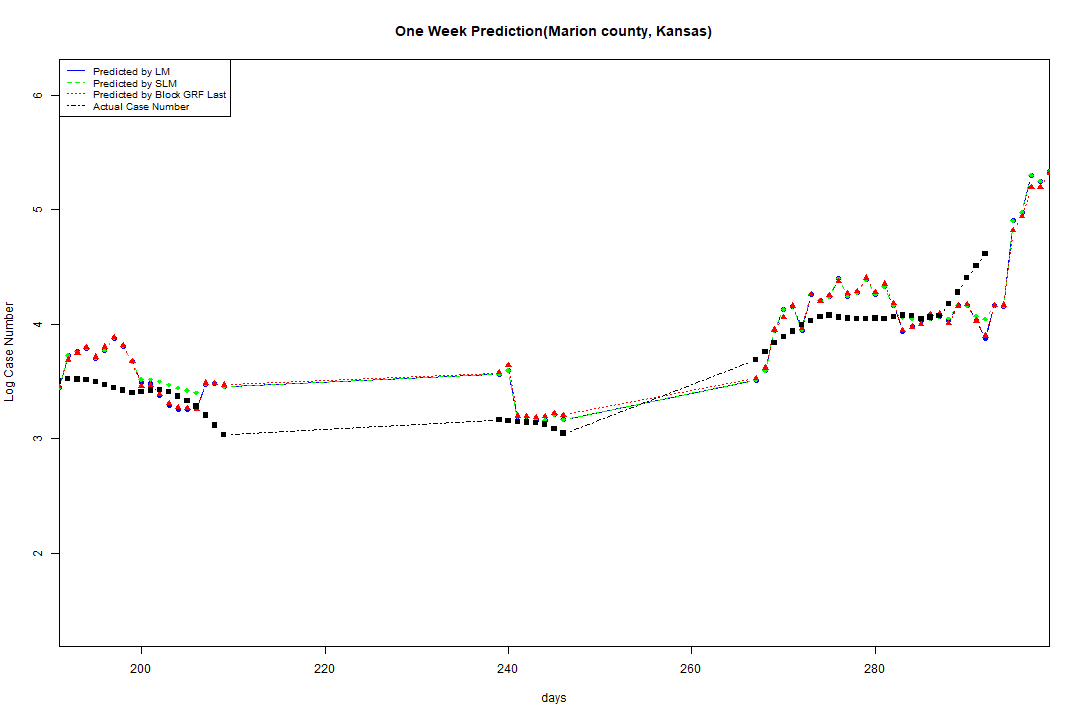 One Week Prediction(Marion county, Kansas)
Predicted by LM
Predicted by SLM
Predicted by Block GRF Last
Actual Case Number
6
5
4
3
2
Log Case Number
200 220 240 260 280
days